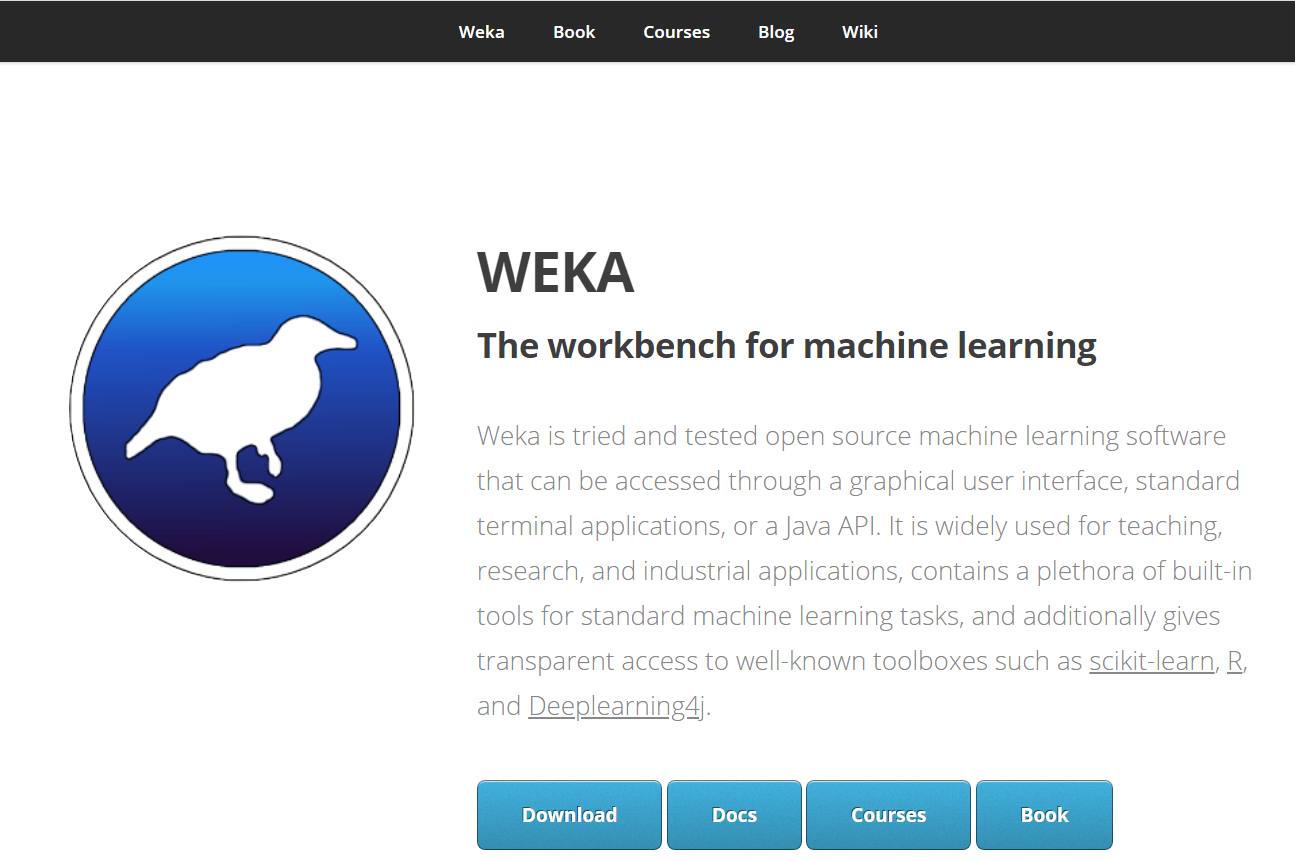 Weka Book Courses Blog Wiki
WEKA
The workbench for machine learning
Weka is tried and tested open source machine learning software
that can be accessed through a graphical user interface, standard
terminal applications, or a Java API. It is widely used for teaching,
research, and industrial applications, contains a plethora of built-in
tools for standard machine learning tasks, and additionally gives
transparent access to well-known toolboxes such as scikit-learn, R,
and Deeplearning4j.
Download Docs Courses Book